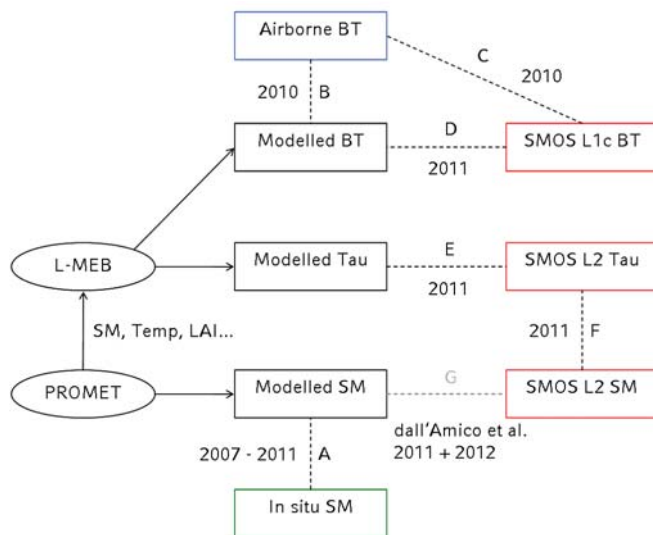 Airborne BT
C
2010
2010
B
Modelled BT
D
SMOS L1c BT
2011
L-MEB
Modelled Tau
E
SMOS L2 Tau
2011
SM, Temp, LAI...
2011
F
PROMET
Modelled SM
G
SMOS L2 SM
dall'Amico et al.
2011 + 2012
2007 - 2011
A
In situ SM